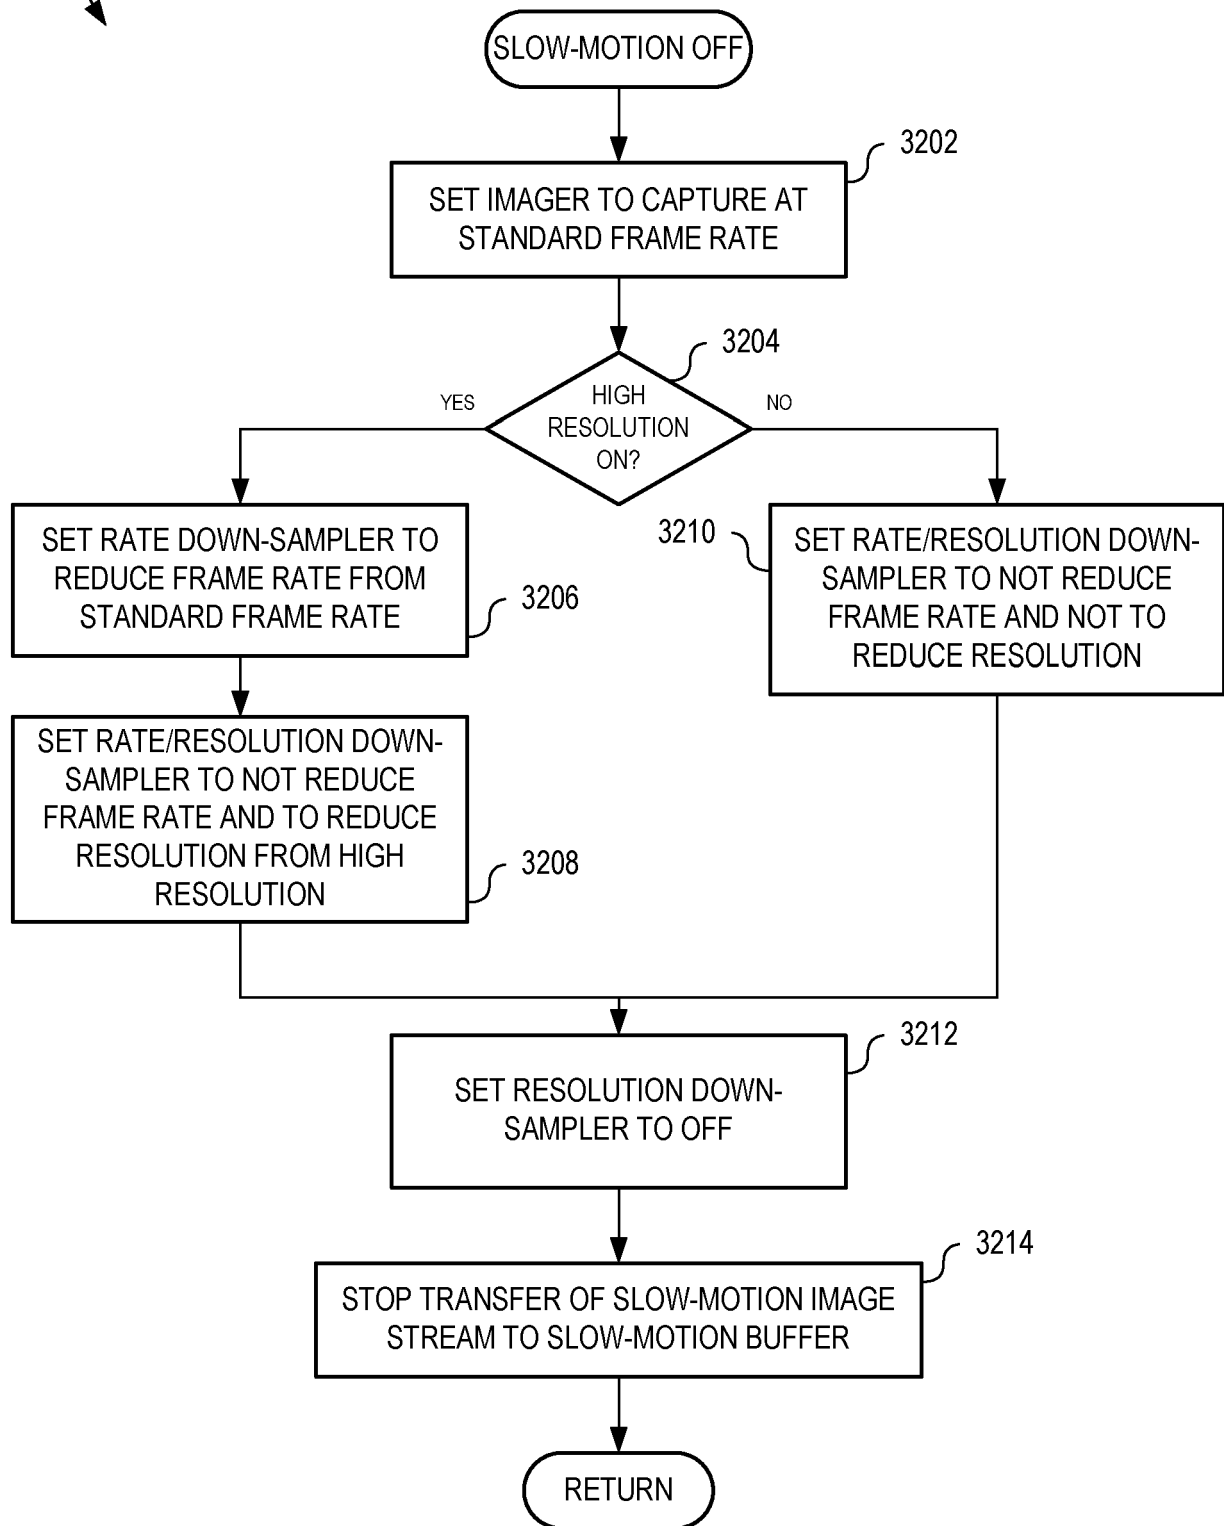 SLOW-MOTION OFF
3202
SET IMAGER TO CAPTURE AT
STANDARD FRAME RATE
3204
HIGH
RESOLUTION
ON?
YES
NO
SET RATE DOWN-SAMPLER TO
REDUCE FRAME RATE FROM
STANDARD FRAME RATE
3206
3210
SET RATE/RESOLUTION DOWN-
SAMPLER TO NOT REDUCE
FRAME RATE AND NOT TO
REDUCE RESOLUTION
SET RATE/RESOLUTION DOWN-
SAMPLER TO NOT REDUCE
FRAME RATE AND TO REDUCE
RESOLUTION FROM HIGH
RESOLUTION
3208
3212
SET RESOLUTION DOWN-
SAMPLER TO OFF
3214
STOP TRANSFER OF SLOW-MOTION IMAGE
STREAM TO SLOW-MOTION BUFFER
RETURN